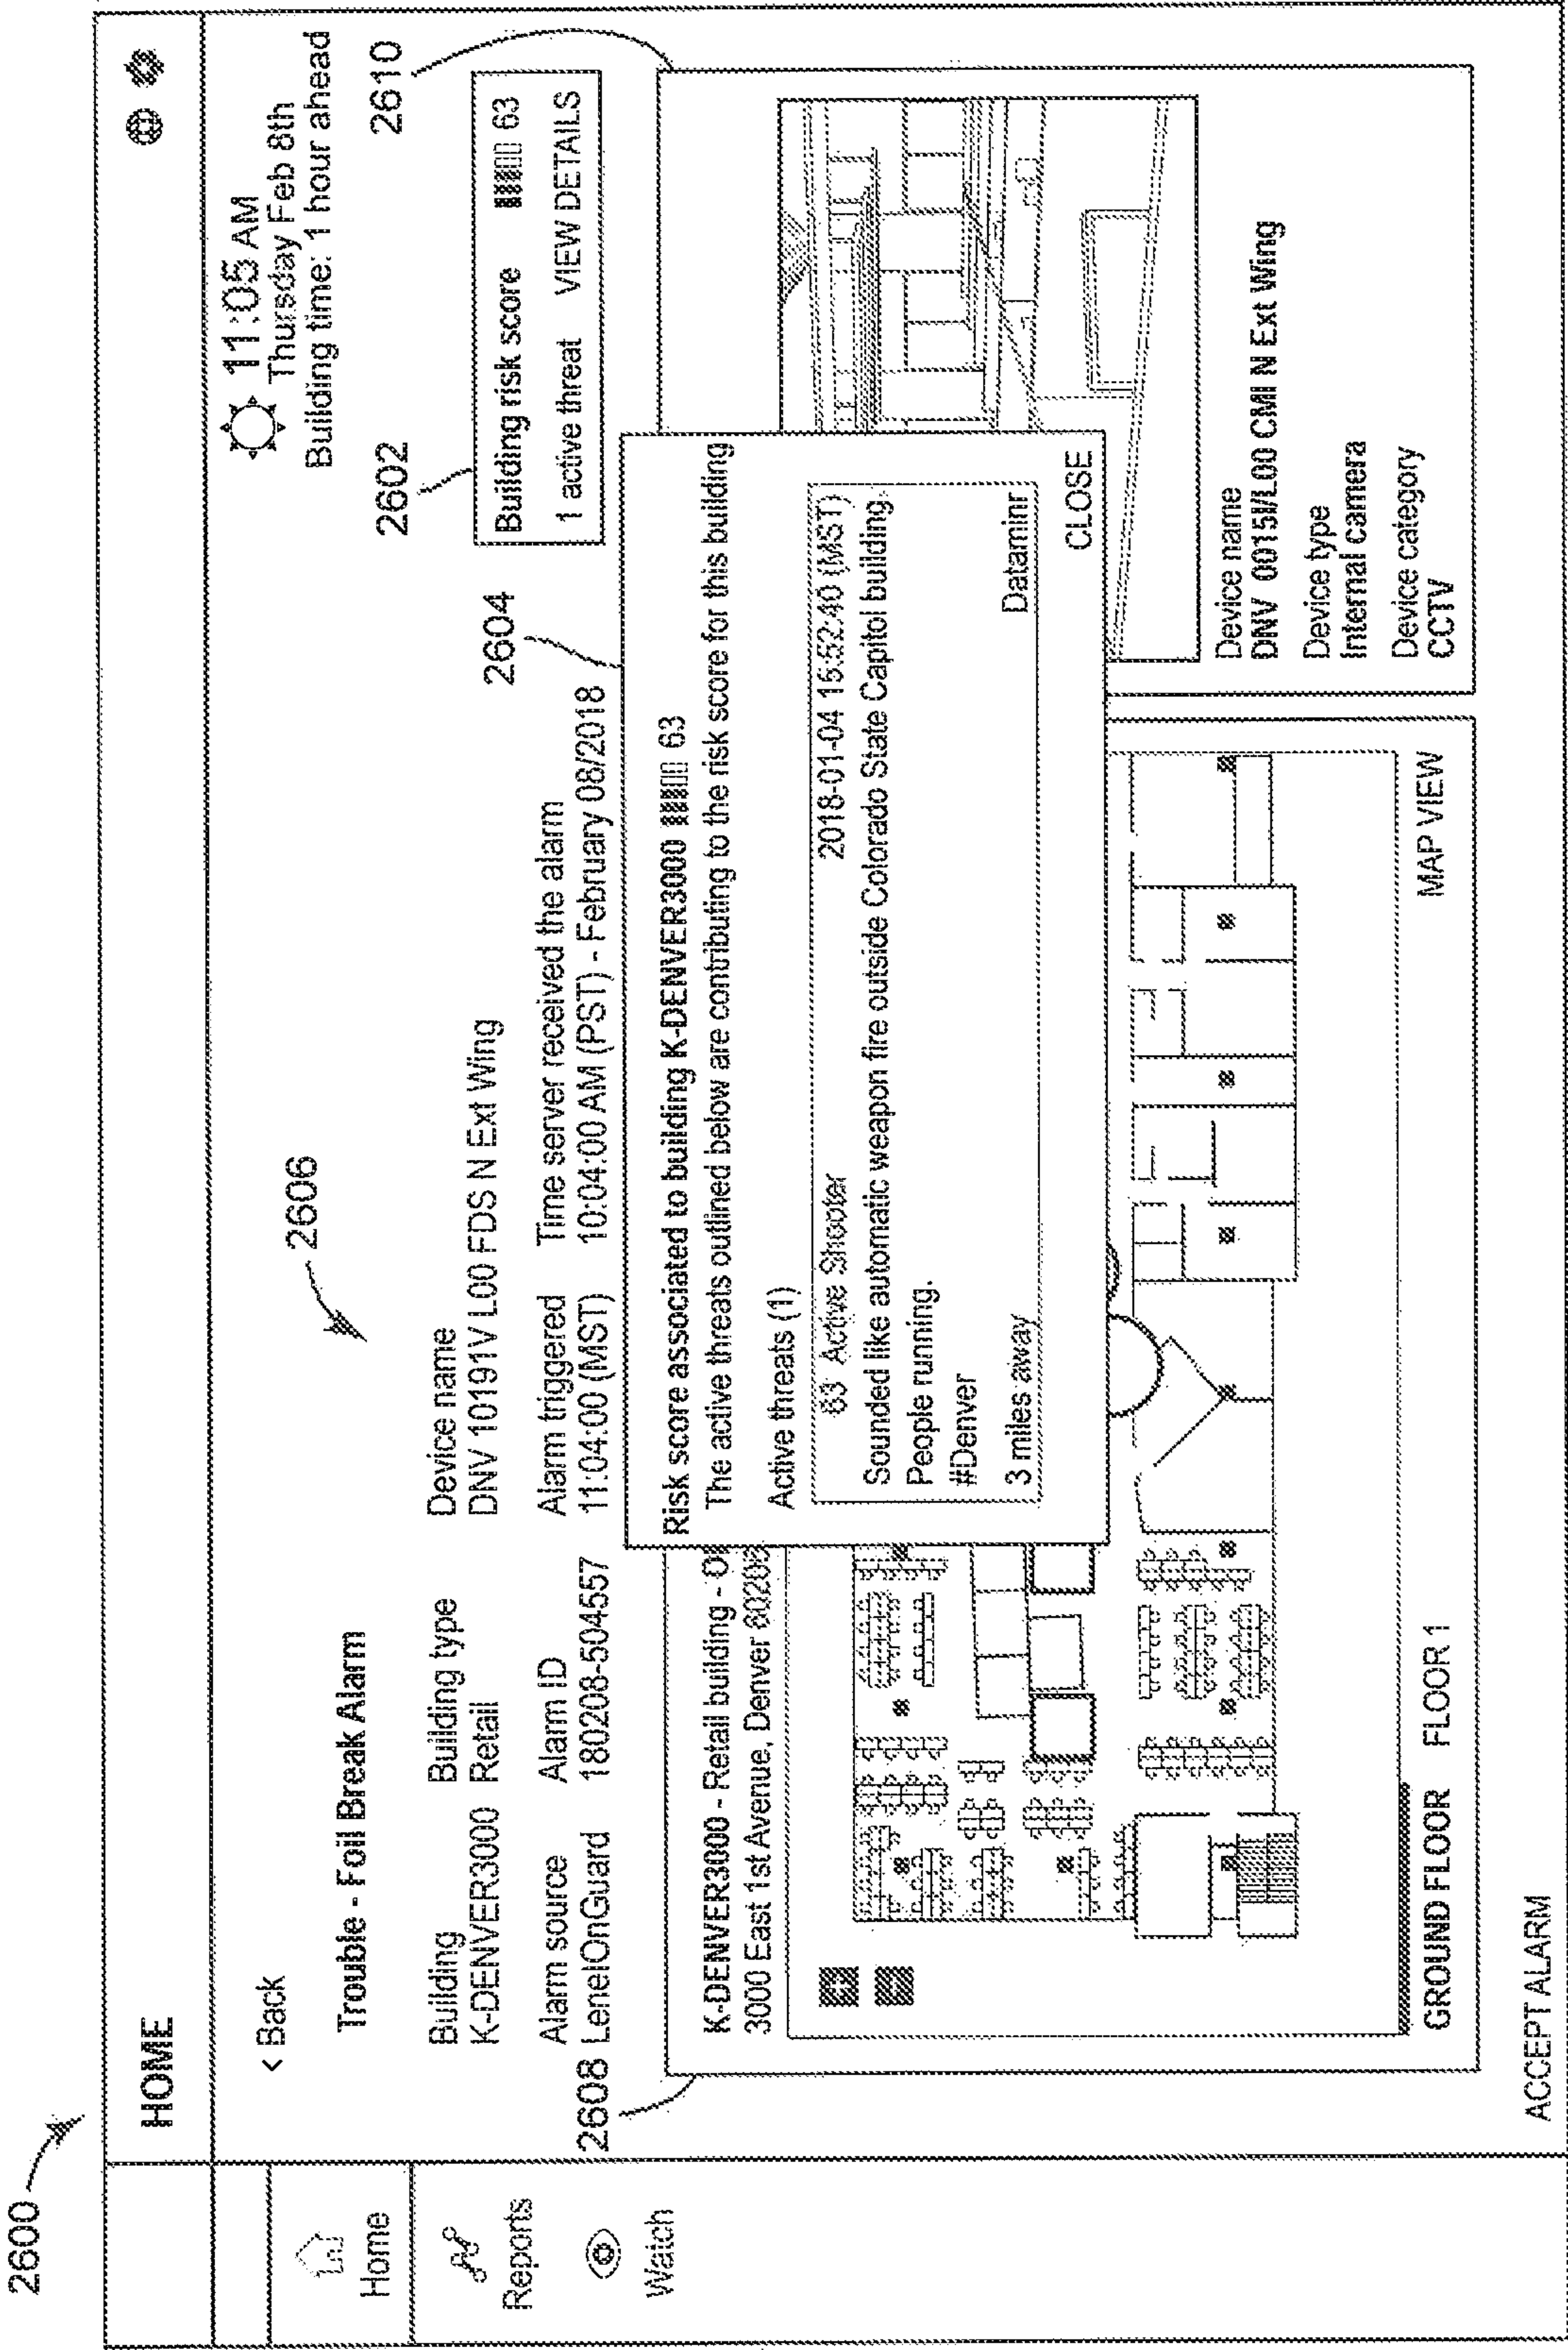 2600
HOME
Home
Reports
Watch
< Back
11:05 AM
Thursday Feb 8th
Building time: 1 hour ahead
Trouble - Foil Break Alarm
2606
2602
2610
Building risk score 63
1 active threat VIEW DETAILS
Building
K-DENVER3000
Building type
Retail
Device name
DNV 10191V L00 FDS N Ext Wing
Alarm source
LenelOnGuard
Alarm ID
180208-504557
Alarm triggered
11:04:00 (MST)
Time server received the alarm
10:04:00 AM (PST) - February 08/2018
2604
2608
K-DENVER3000 - Retail building -
3000 East 1st Avenue, Denver 80206
Risk score associated to building K-DENVER3000 63
The active threats outlined below are contributing to the risk score for this building
Active threats (1)
63 Active Shooter 2018-01-04 15:52:40 (MST)
Sounded like automatic weapon fire outside Colorado State Capitol building.
People running.
#Denver
3 miles away Dataminr
CLOSE
+
-
GROUND FLOOR FLOOR 1 MAP VIEW
Device name
DNV 0015I/L00 CMI N Ext Wing
Device type
Internal camera
Device category
CCTV
ACCEPT ALARM